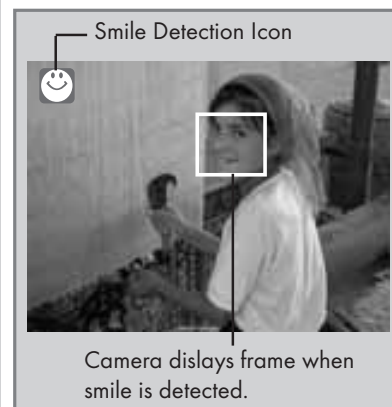 Smile Detection Icon
Camera dislays frame when
smile is detected.